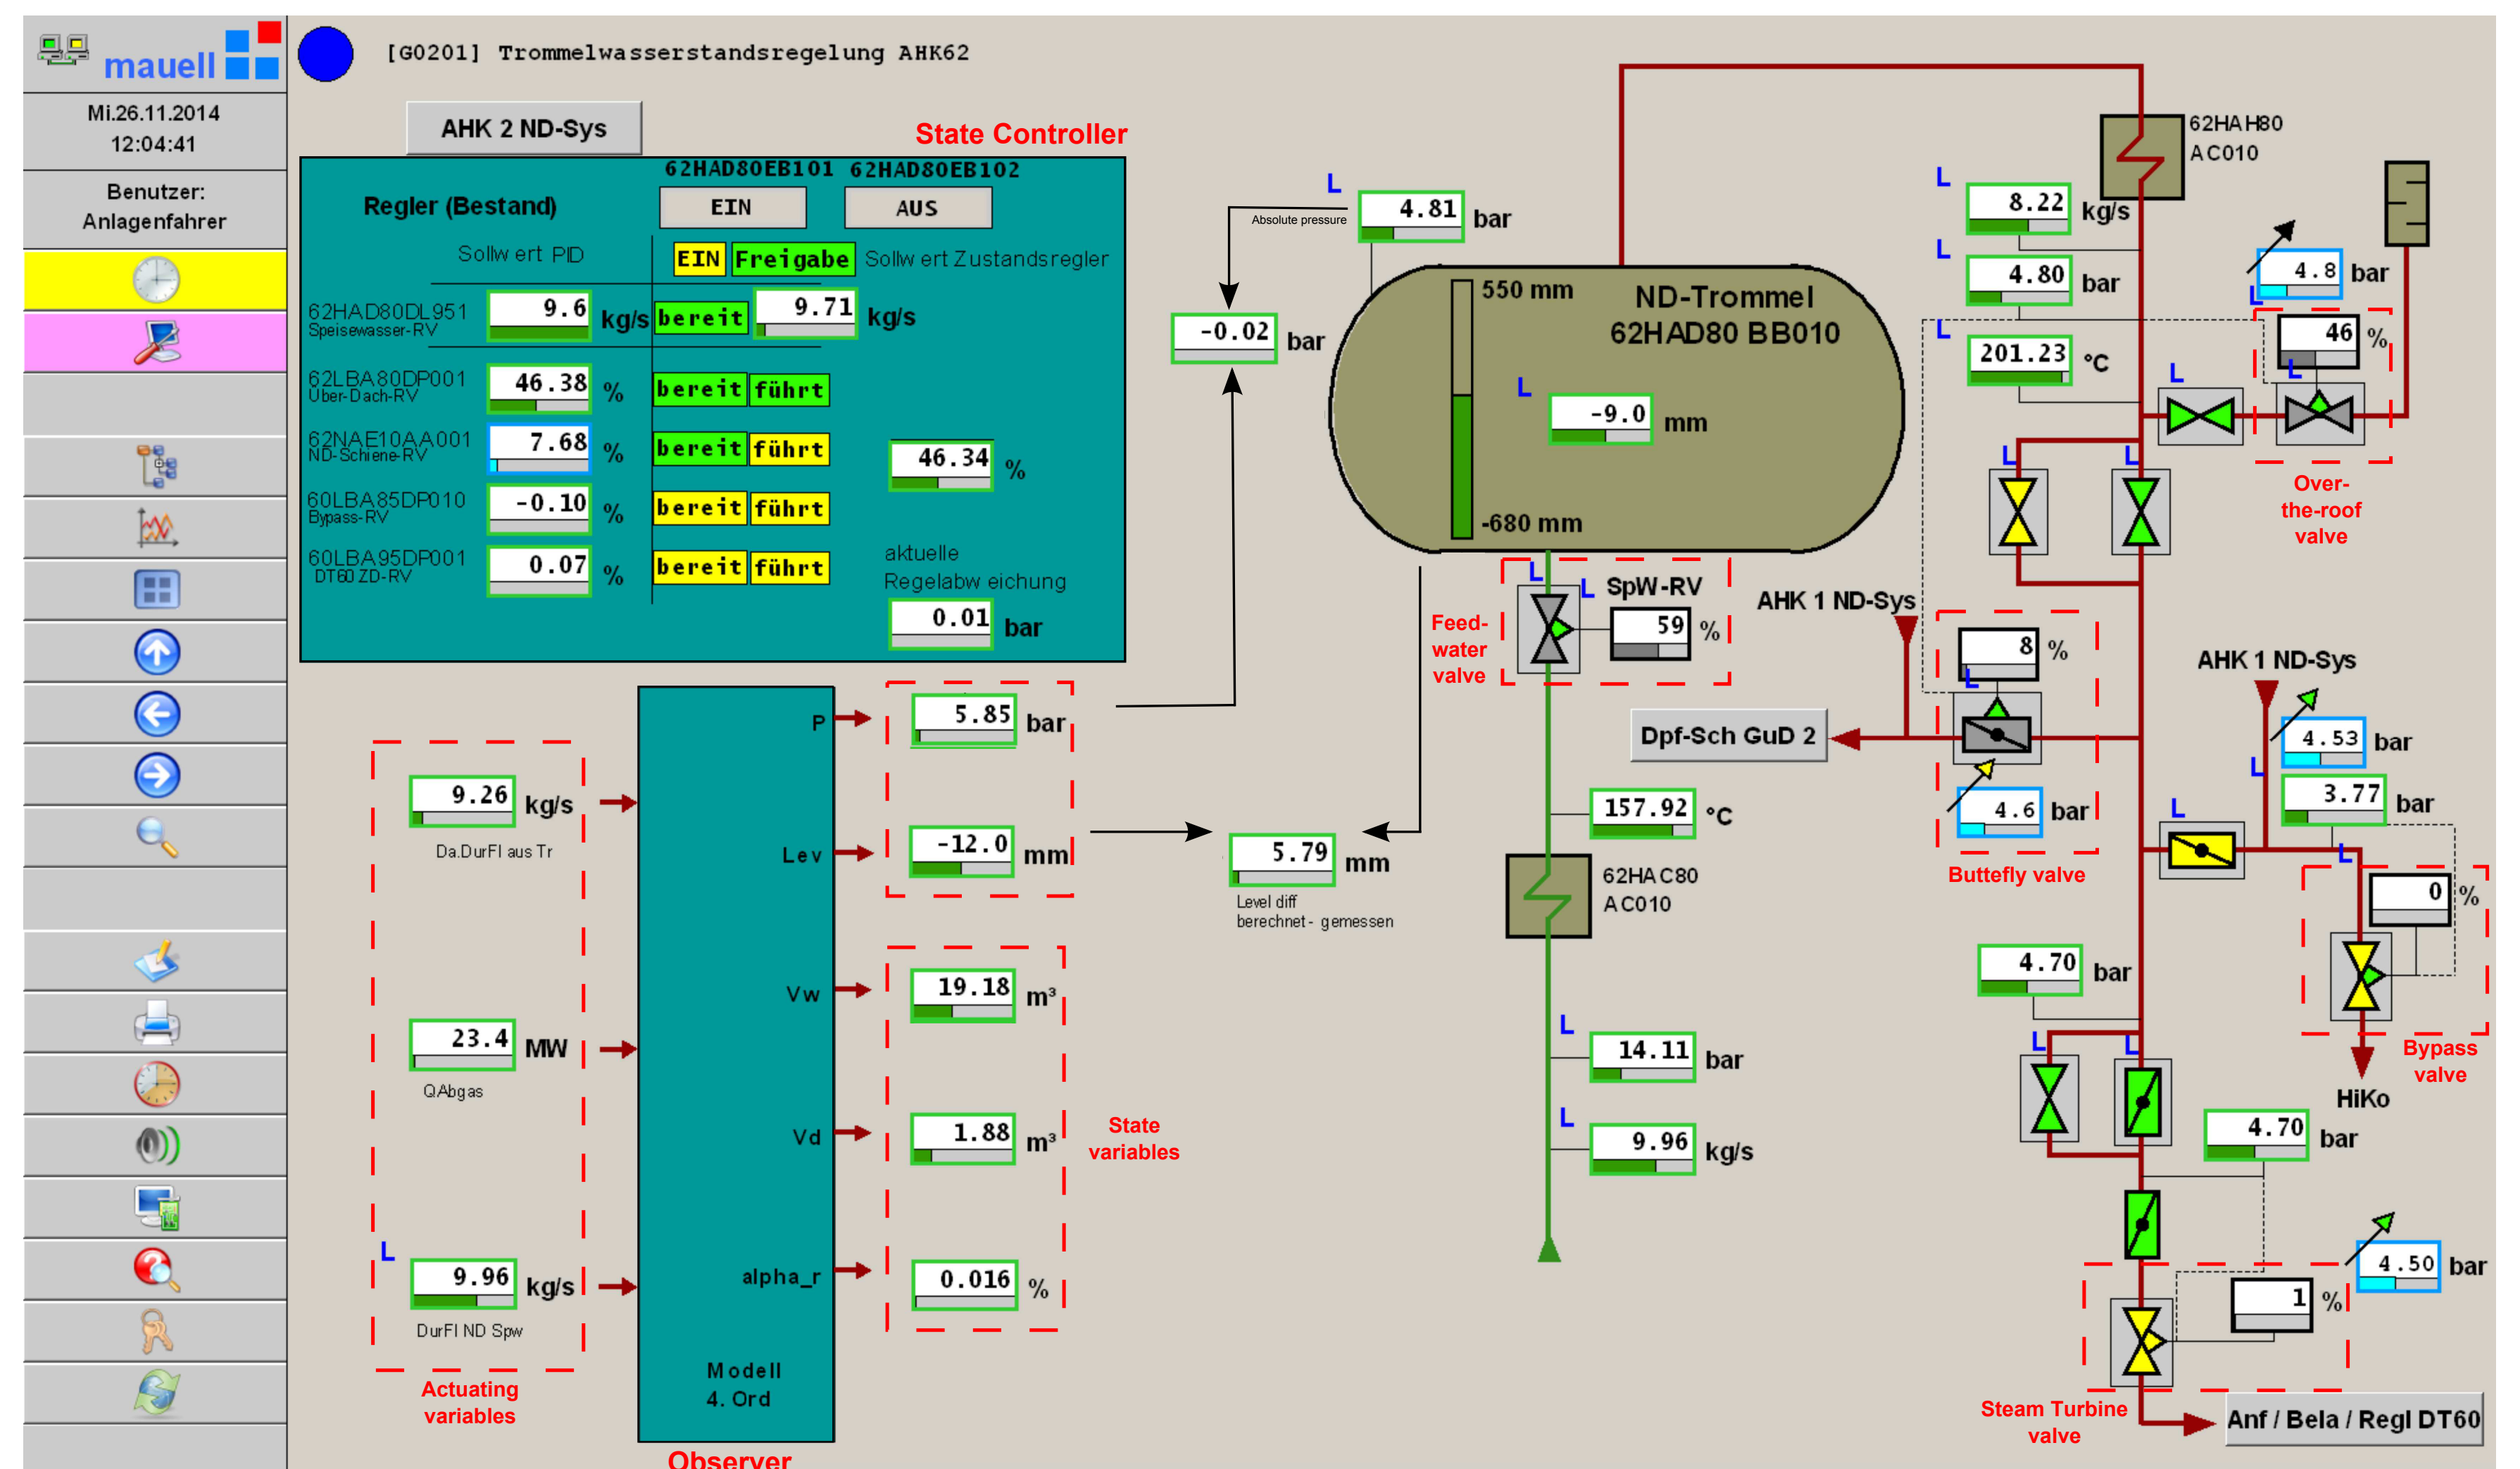 mauell
Mi.26.11.2014
12:04:41
Benutzer:
Anlagenfahrer
[G0201] Trommelwasserstandsregelung AHK62
AHK 2 ND-Sys
State Controller
62HAD80EB101 62HAD80EB102
Regler (Bestand)
EIN
AUS
Sollwert PID
EIN Freigabe Sollwert Zustandsregler
62HAD80DL951
Speisewasser-RV
9.6 kg/s
bereit
9.71 kg/s
62LBA80DP001
Über-Dach-RV
46.38 %
bereit führt
62NAE10AA001
ND-Schiene-RV
7.68 %
bereit führt
46.34 %
60LBA85DP010
Bypass-RV
-0.10 %
bereit führt
60LBA95DP001
DT60 ZD-RV
0.07 %
bereit führt
aktuelle
Regelabweichung
0.01 bar
L
Absolute pressure
4.81 bar
-0.02 bar
550 mm
ND-Trommel
62HAD80 BB010
L
-9.0 mm
-680 mm
62HAH80
AC010
L
8.22 kg/s
L
4.80 bar
L
201.23 °C
4.8 bar
L
46 %
L
L
Over-
the-roof
valve
L
L
L
L
SpW-RV
59 %
Feed-
water
valve
AHK 1 ND-Sys
8 %
L
Dpf-Sch GuD 2
4.6 bar
Buttefly valve
AHK 1 ND-Sys
4.53 bar
L
3.77 bar
L
L
0 %
Bypass
valve
HiKo
157.92 °C
62HAC80
AC010
L
14.11 bar
L
9.96 kg/s
4.70 bar
L
L
4.70 bar
4.50 bar
1 %
Steam Turbine
valve
Anf / Bela / Regl DT60
9.26 kg/s
Da.DurFl aus Tr
23.4 MW
QAbgas
L
9.96 kg/s
DurFl ND Spw
Actuating
variables
P
5.85 bar
Lev
-12.0 mm
5.79 mm
Level diff
berechnet - gemessen
Vw
19.18 m³
Vd
1.88 m³
State
variables
alpha_r
0.016 %
Modell
4. Ord
Observer